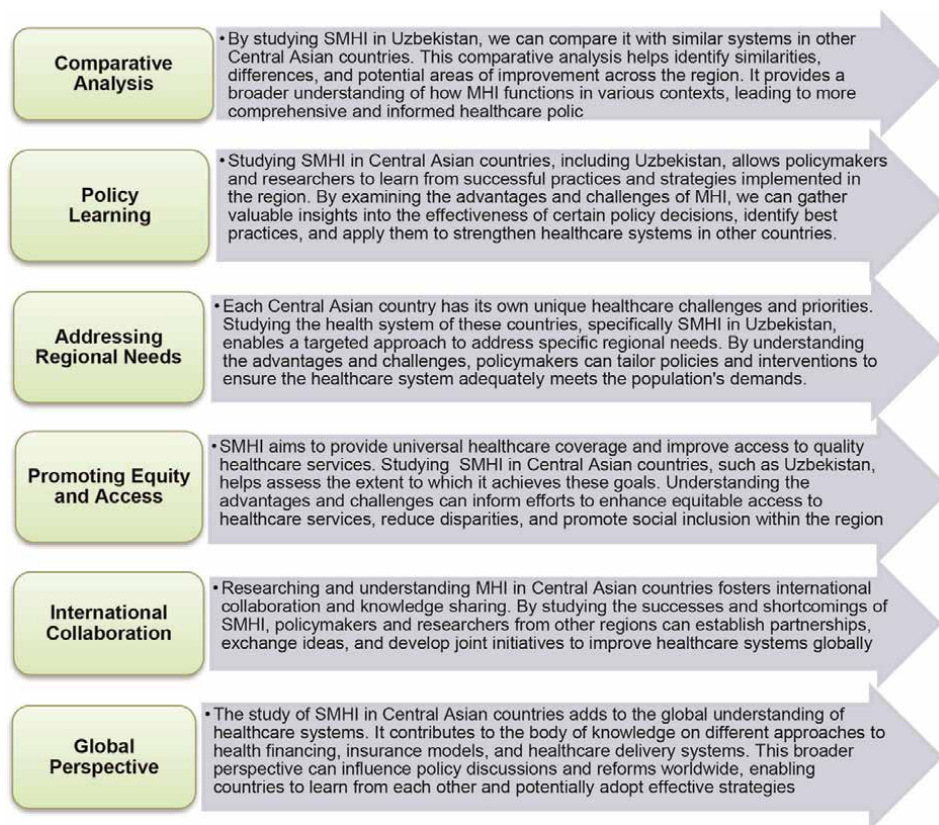 Comparative
Analysis
• By studying SMHI in Uzbekistan, we can compare it with similar systems in other
Central Asian countries. This comparative analysis helps identify similarities,
differences, and potential areas of improvement across the region. It provides a
broader understanding of how MHI functions in various contexts, leading to more
comprehensive and informed healthcare polic
Policy
Learning
• Studying SMHI in Central Asian countries, including Uzbekistan, allows policymakers
and researchers to learn from successful practices and strategies implemented in
the region. By examining the advantages and challenges of MHI, we can gather
valuable insights into the effectiveness of certain policy decisions, identify best
practices, and apply them to strengthen healthcare systems in other countries.
Addressing
Regional Needs
• Each Central Asian country has its own unique healthcare challenges and priorities.
Studying the health system of these countries, specifically SMHI in Uzbekistan,
enables a targeted approach to address specific regional needs. By understanding
the advantages and challenges, policymakers can tailor policies and interventions to
ensure the healthcare system adequately meets the population's demands.
Promoting Equity
and Access
• SMHI aims to provide universal healthcare coverage and improve access to quality
healthcare services. Studying SMHI in Central Asian countries, such as Uzbekistan,
helps assess the extent to which it achieves these goals. Understanding the
advantages and challenges can inform efforts to enhance equitable access to
healthcare services, reduce disparities, and promote social inclusion within the region
International
Collaboration
• Researching and understanding MHI in Central Asian countries fosters international
collaboration and knowledge sharing. By studying the successes and shortcomings of
SMHI, policymakers and researchers from other regions can establish partnerships,
exchange ideas, and develop joint initiatives to improve healthcare systems globally
Global
Perspective
• The study of SMHI in Central Asian countries adds to the global understanding of
healthcare systems. It contributes to the body of knowledge on different approaches to
health financing, insurance models, and healthcare delivery systems. This broader
perspective can influence policy discussions and reforms worldwide, enabling
countries to learn from each other and potentially adopt effective strategies